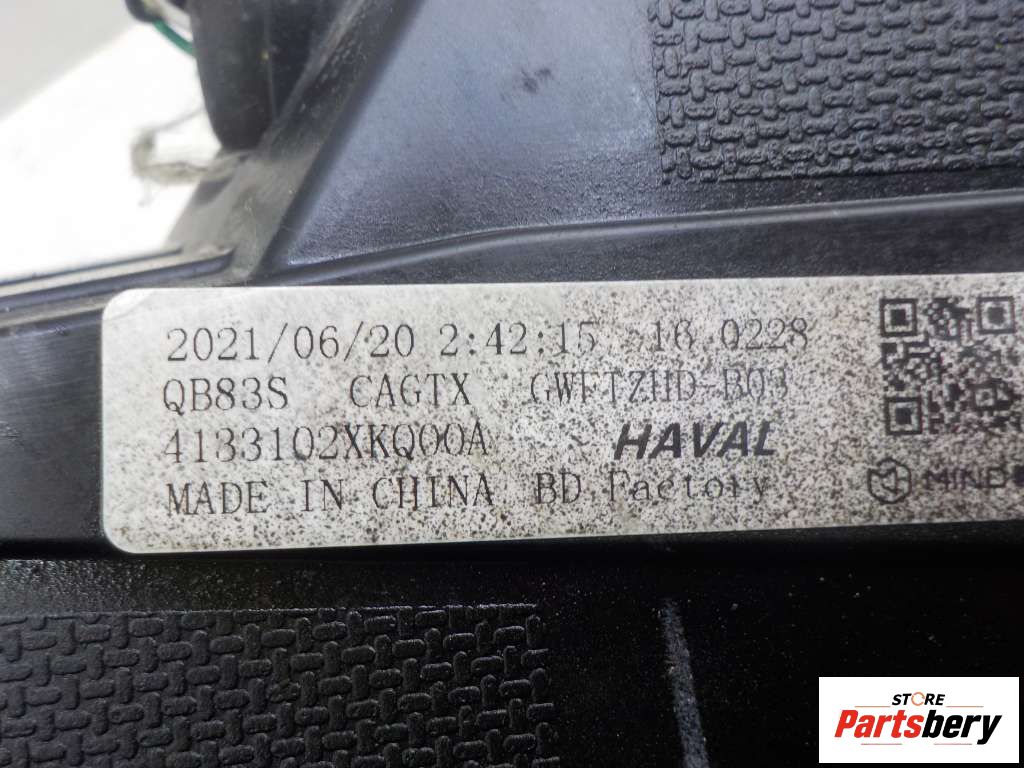 2021/06/20 2:42:15 16 0228
QB83S CAGTX GWFTZHD-B03
4133102XKQ00A HAVAL
MADE IN CHINA BD Factory
STORE
Partsbery